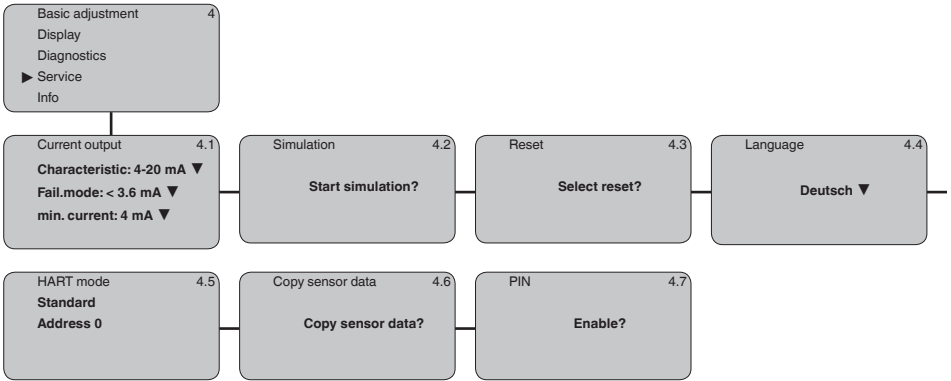 Basic adjustment 4
Display
Diagnostics
▶ Service
Info
Current output 4.1
Characteristic: 4-20 mA ▼
Fail.mode: < 3.6 mA ▼
min. current: 4 mA ▼
Simulation 4.2
Start simulation?
Reset 4.3
Select reset?
Language 4.4
Deutsch ▼
HART mode 4.5
Standard
Address 0
Copy sensor data 4.6
Copy sensor data?
PIN 4.7
Enable?